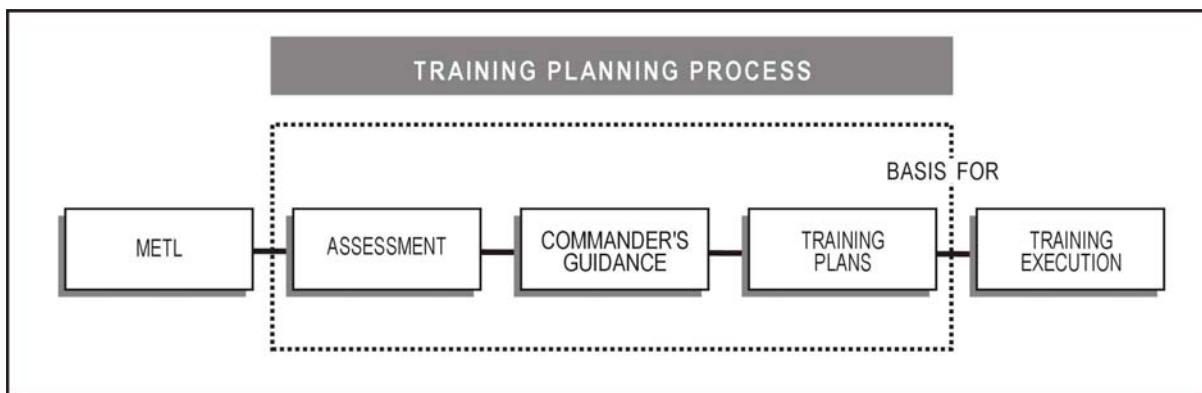 TRAINING PLANNING PROCESS
BASIS FOR
METL
ASSESSMENT
COMMANDER'S
GUIDANCE
TRAINING
PLANS
TRAINING
EXECUTION